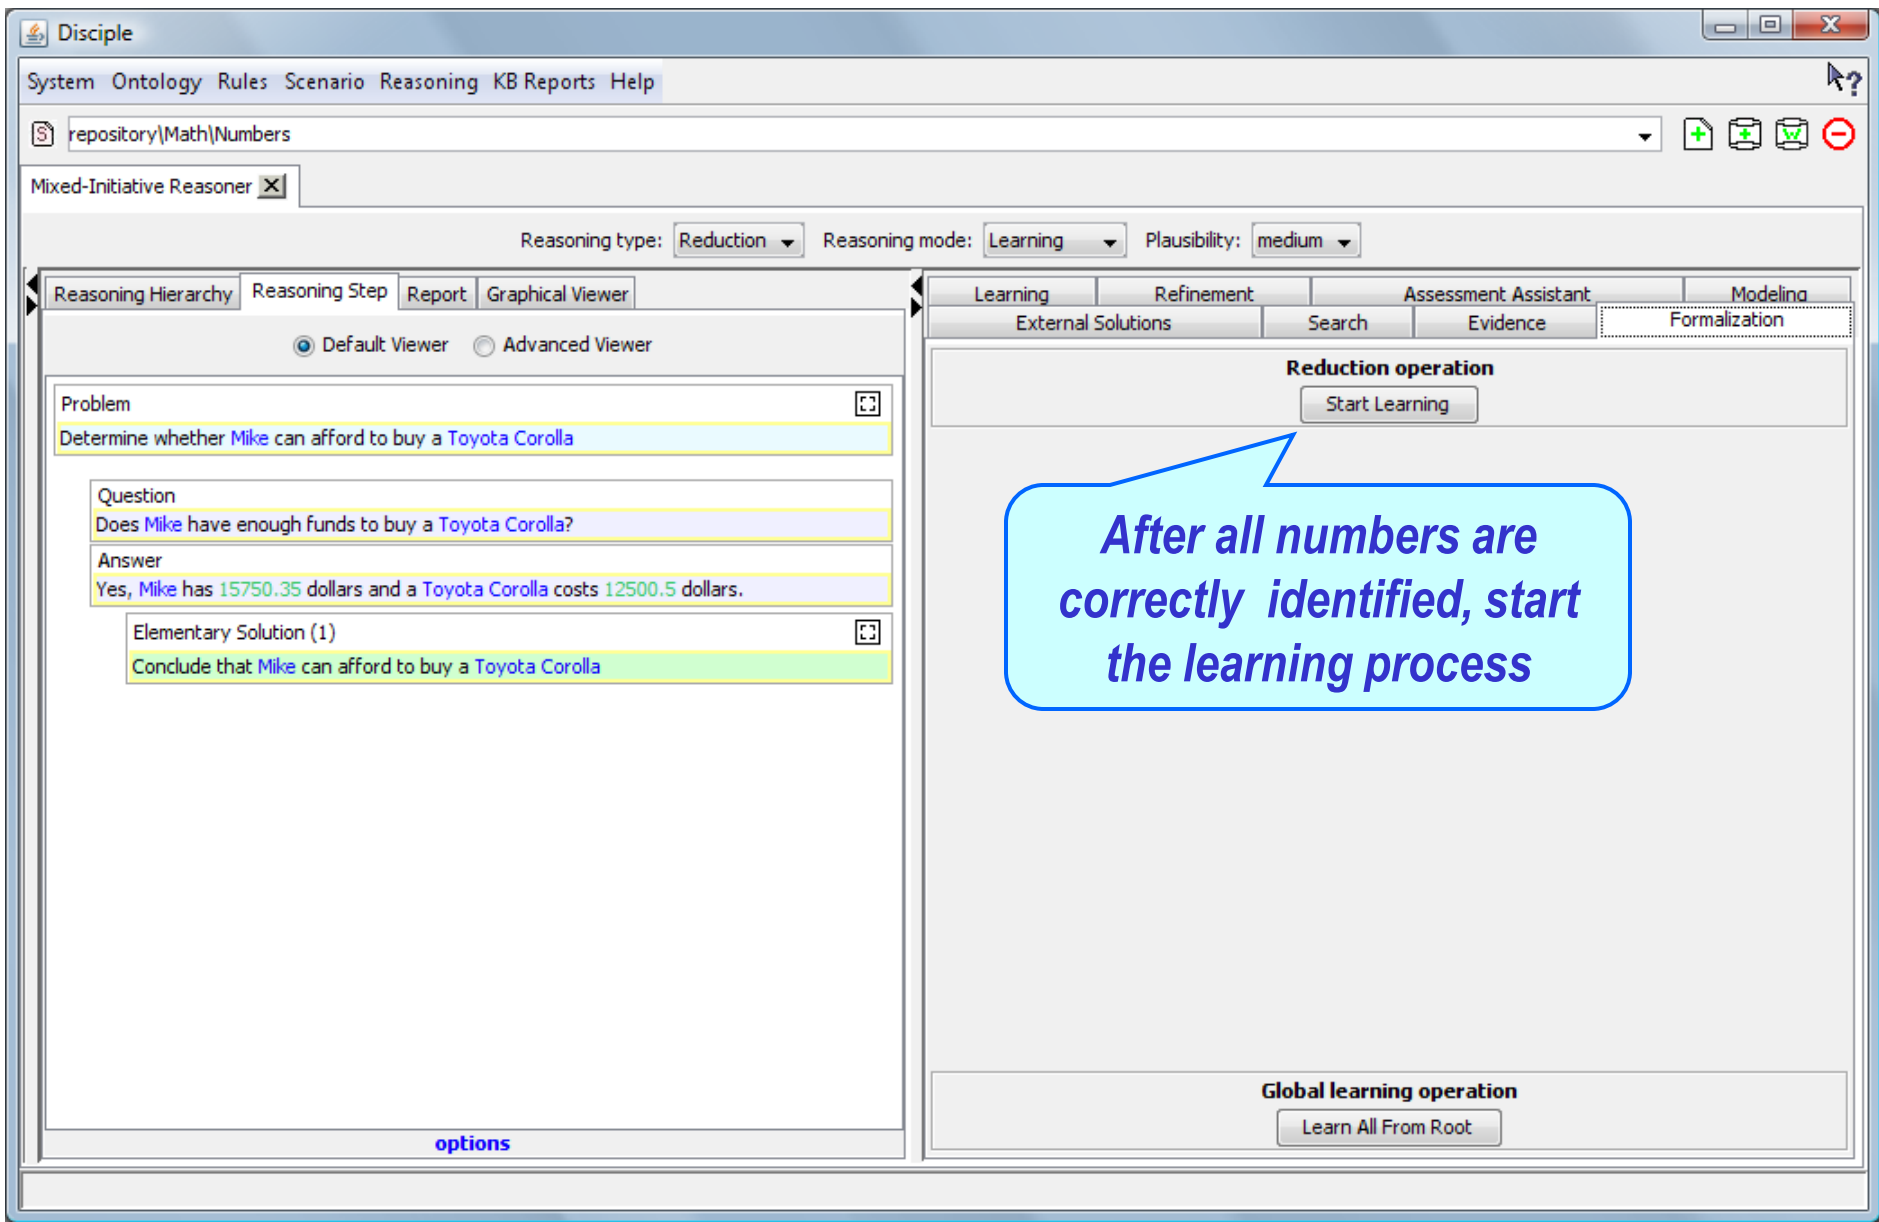 Disciple
System Ontology Rules Scenario Reasoning KB Reports Help
repository\Math\Numbers
Mixed-Initiative Reasoner
Reasoning type: Reduction Reasoning mode: Learning Plausibility: medium
Reasoning Hierarchy Reasoning Step Report Graphical Viewer
Default Viewer Advanced Viewer
Problem
Determine whether Mike can afford to buy a Toyota Corolla
Question
Does Mike have enough funds to buy a Toyota Corolla?
Answer
Yes, Mike has 15750.35 dollars and a Toyota Corolla costs 12500.5 dollars.
Elementary Solution (1)
Conclude that Mike can afford to buy a Toyota Corolla
options
Learning Refinement Assessment Assistant Modeling
External Solutions Search Evidence Formalization
Reduction operation
Start Learning
After all numbers are
correctly identified, start
the learning process
Global learning operation
Learn All From Root